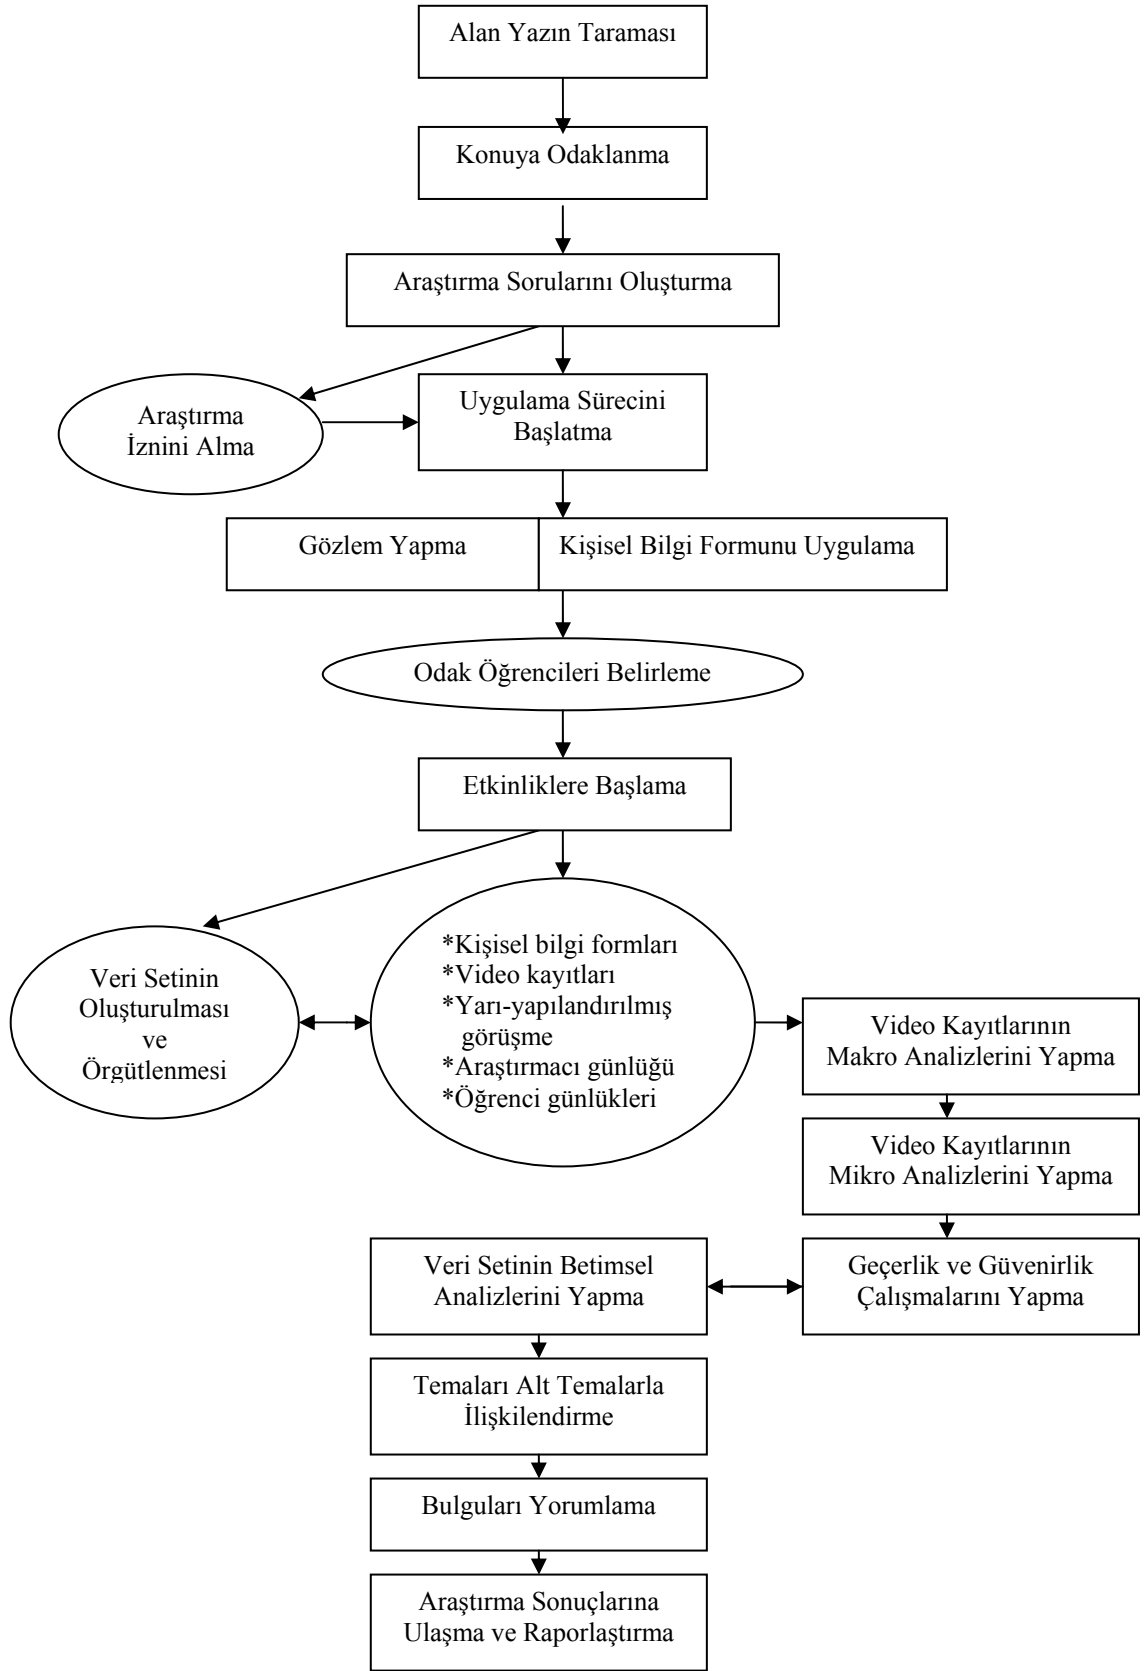 Alan Yazın Taraması
Konuya Odaklanma
Araştırma Sorularını Oluşturma
Araştırma
İznini Alma
Uygulama Sürecini
Başlatma
Gözlem Yapma
Kişisel Bilgi Formunu Uygulama
Odak Öğrencileri Belirleme
Etkinliklere Başlama
Veri Setinin
Oluşturulması
ve
Örgütlenmesi
*Kişisel bilgi formları
*Video kayıtları
*Yarı-yapılandırılmış
görüşme
*Araştırmacı günlüğü
*Öğrenci günlükleri
Video Kayıtlarının
Makro Analizlerini Yapma
Video Kayıtlarının
Mikro Analizlerini Yapma
Geçerlik ve Güvenirlik
Çalışmalarını Yapma
Veri Setinin Betimsel
Analizlerini Yapma
Temaları Alt Temalarla
İlişkilendirme
Bulguları Yorumlama
Araştırma Sonuçlarına
Ulaşma ve Raporlaştırma